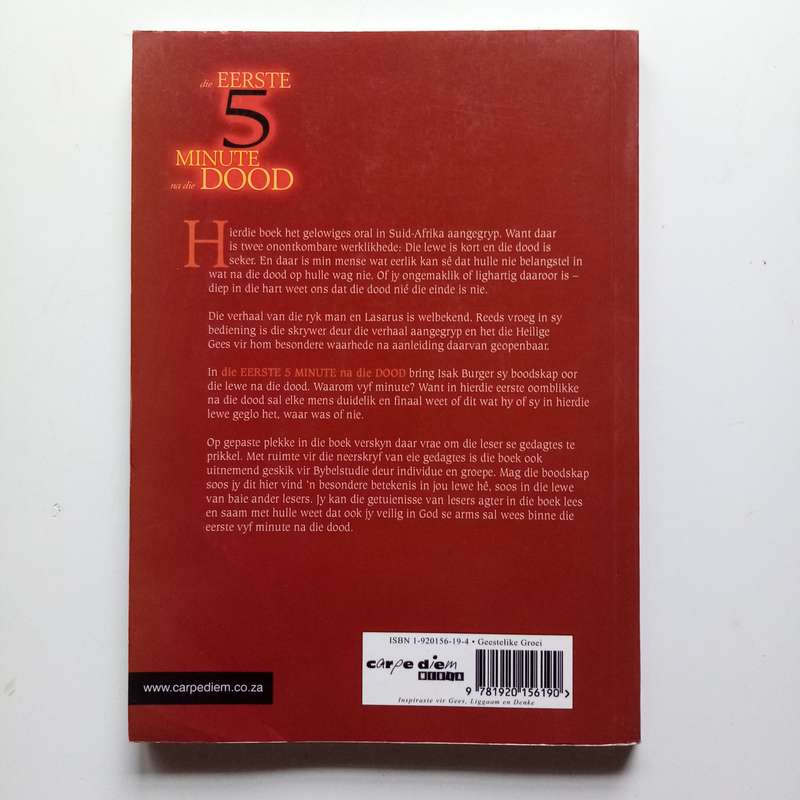 die EERSTE
5
MINUTE
na die DOOD
Hierdie boek het gelowiges oral in Suid-Afrika aangegryp. Want daar
is twee onontkombare werklikhede: Die lewe is kort en die dood is
seker. En daar is min mense wat eerlik kan sê dat hulle nie belangstel in
wat na die dood op hulle wag nie. Of jy ongemaklik of lighartig daaroor is –
diep in die hart weet ons dat die dood nié die einde is nie.
Die verhaal van die ryk man en Lasarus is welbekend. Reeds vroeg in sy
bediening is die skrywer deur die verhaal aangegryp en het die Heilige
Gees vir hom besondere waarhede na aanleiding daarvan geopenbaar.
In die EERSTE 5 MINUTE na die DOOD bring Isak Burger sy boodskap oor
die lewe na die dood. Waarom vyf minute? Want in hierdie eerste oomblikke
na die dood sal elke mens duidelik en finaal weet of dit wat hy of sy in hierdie
lewe geglo het, waar was of nie.
Op gepaste plekke in die boek verskyn daar vrae om die leser se gedagtes te
prikkel. Met ruimte vir die neerskryf van eie gedagtes is die boek ook
uitnemend geskik vir Bybelstudie deur individue en groepe. Mag die boodskap
soos jy dit hier vind 'n besondere betekenis in jou lewe hê, soos in die lewe
van baie ander lesers. Jy kan die getuienisse van lesers agter in die boek lees
en saam met hulle weet dat ook jy veilig in God se arms sal wees binne die
eerste vyf minute na die dood.
ISBN 1-920156-19-4 • Geestelike Groei
carpe diem
MEDIA
9 781920 156190 >
Inspirasie vir Gees, Liggaam en Denke
www.carpediem.co.za